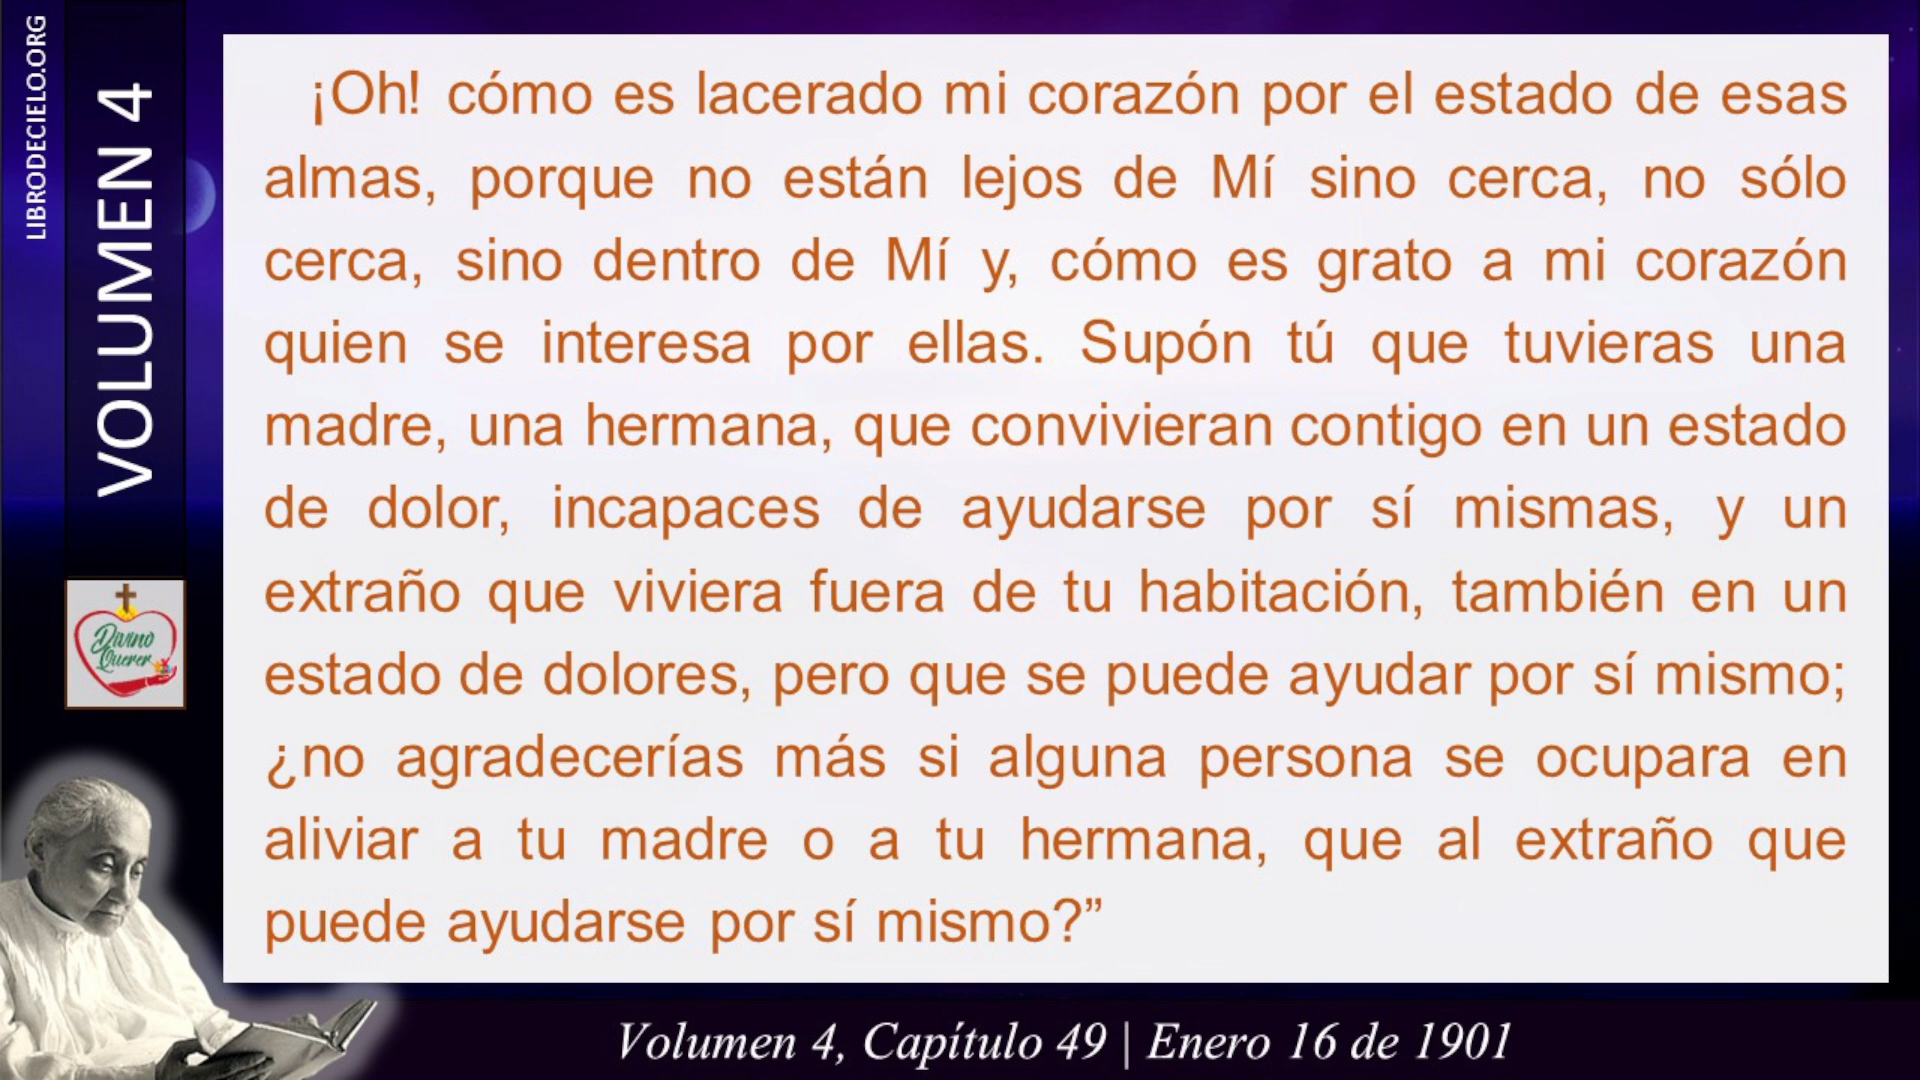 LIBRODECIELO.ORG
VOLUMEN 4
Divino
Querer
¡Oh! cómo es lacerado mi corazón por el estado de esas
almas, porque no están lejos de Mí sino cerca, no sólo
cerca, sino dentro de Mí y, cómo es grato a mi corazón
quien se interesa por ellas. Supón tú que tuvieras una
madre, una hermana, que convivieran contigo en un estado
de dolor, incapaces de ayudarse por sí mismas, y un
extraño que viviera fuera de tu habitación, también en un
estado de dolores, pero que se puede ayudar por sí mismo;
¿no agradecerías más si alguna persona se ocupara en
aliviar a tu madre o a tu hermana, que al extraño que
puede ayudarse por sí mismo?”
Volumen 4, Capítulo 49 | Enero 16 de 1901